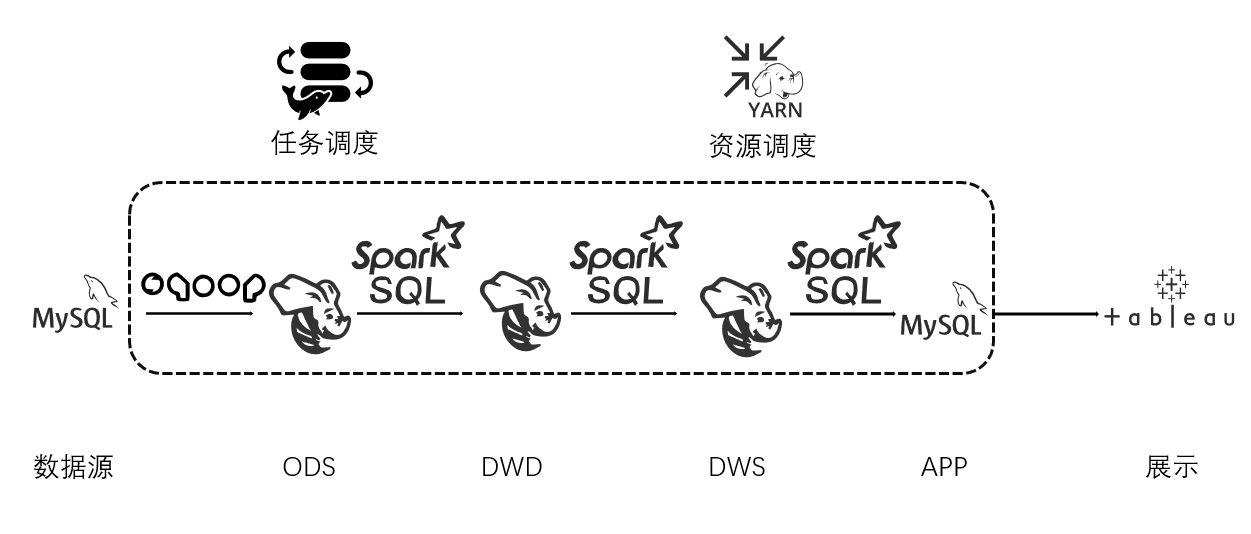 任务调度
YARN
资源调度
MySQL
sqoop
Spark
SQL
Spark
SQL
Spark
SQL
MySQL
+ableau
数据源
ODS
DWD
DWS
APP
展示